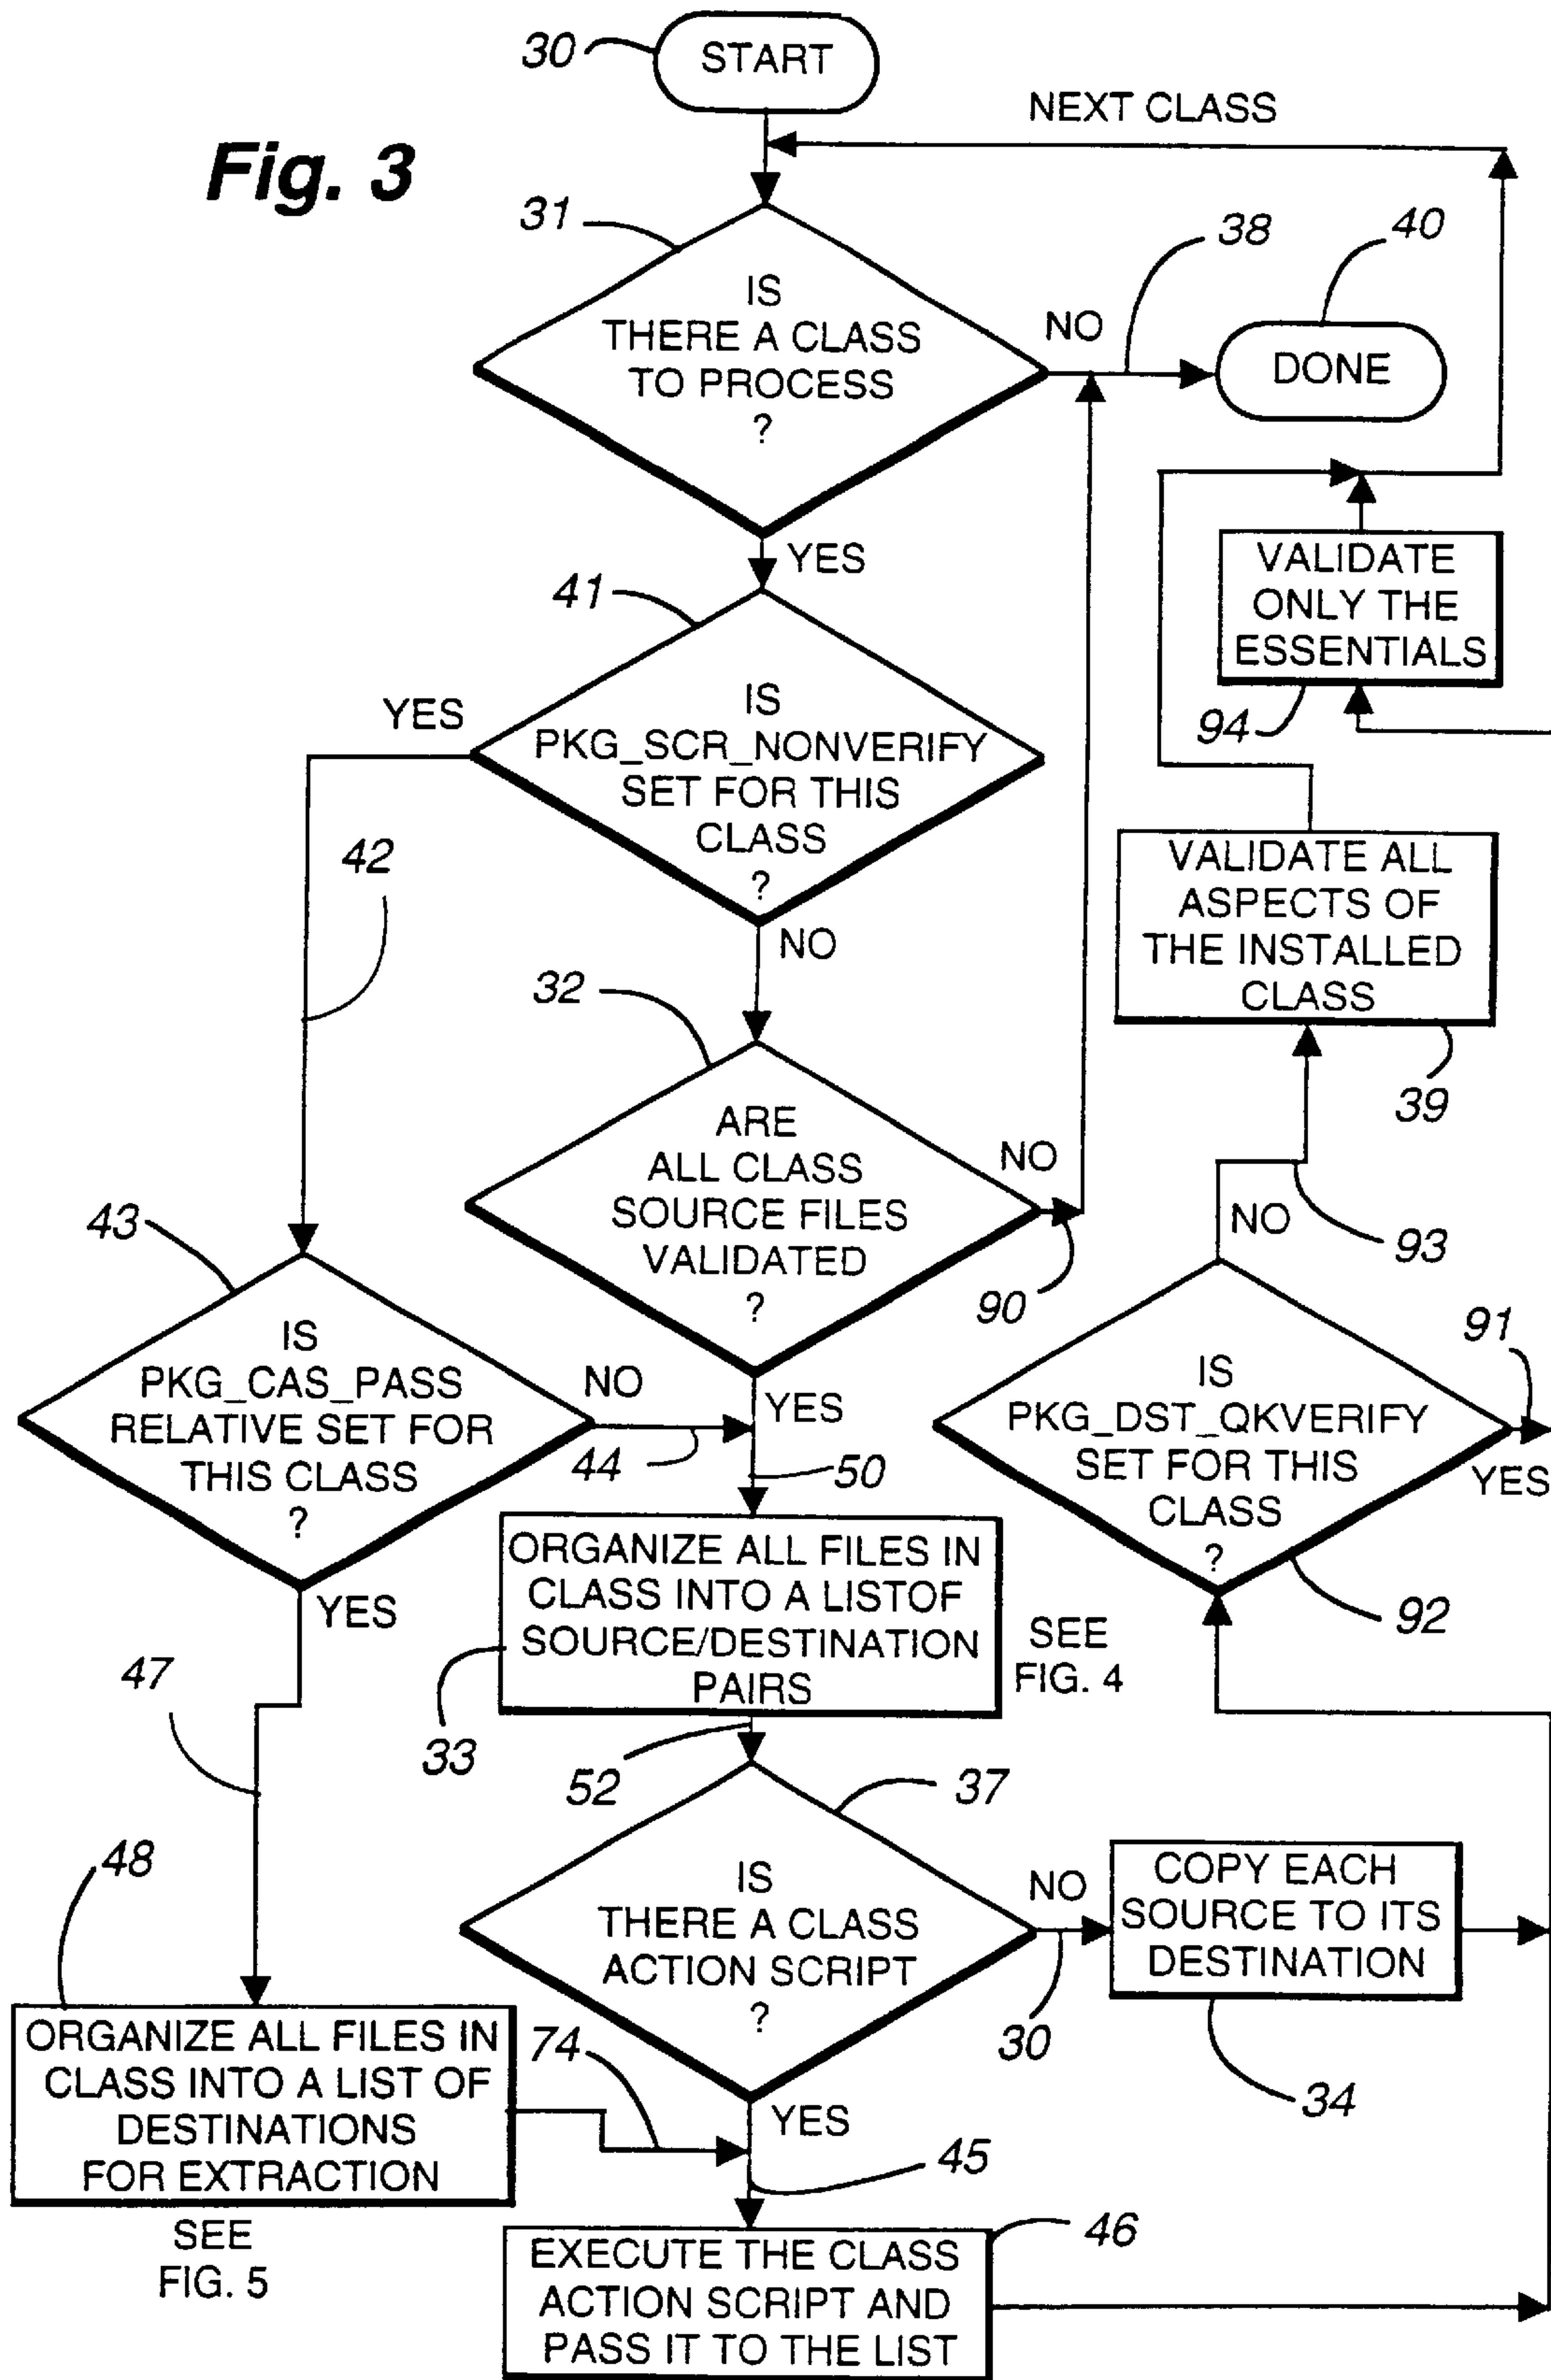 30
START
NEXT CLASS
Fig. 3
31
38
40
IS
THERE A CLASS
TO PROCESS
?
NO
DONE
YES
41
VALIDATE
ONLY THE
ESSENTIALS
94
YES
IS
PKG_SCR_NONVERIFY
SET FOR THIS
CLASS
?
42
NO
VALIDATE ALL
ASPECTS OF
THE INSTALLED
CLASS
39
32
ARE
ALL CLASS
SOURCE FILES
VALIDATED
?
NO
90
43
NO
93
91
IS
PKG_CAS_PASS
RELATIVE SET FOR
THIS CLASS
?
NO
44
YES
50
IS
PKG_DST_QKVERIFY
SET FOR THIS
CLASS
?
YES
92
YES
ORGANIZE ALL FILES IN
CLASS INTO A LISTOF
SOURCE/DESTINATION
PAIRS
SEE
FIG. 4
47
33
52
37
48
IS
THERE A CLASS
ACTION SCRIPT
?
NO
30
COPY EACH
SOURCE TO ITS
DESTINATION
34
ORGANIZE ALL FILES IN
CLASS INTO A LIST OF
DESTINATIONS
FOR EXTRACTION
74
YES
45
SEE
FIG. 5
46
EXECUTE THE CLASS
ACTION SCRIPT AND
PASS IT TO THE LIST